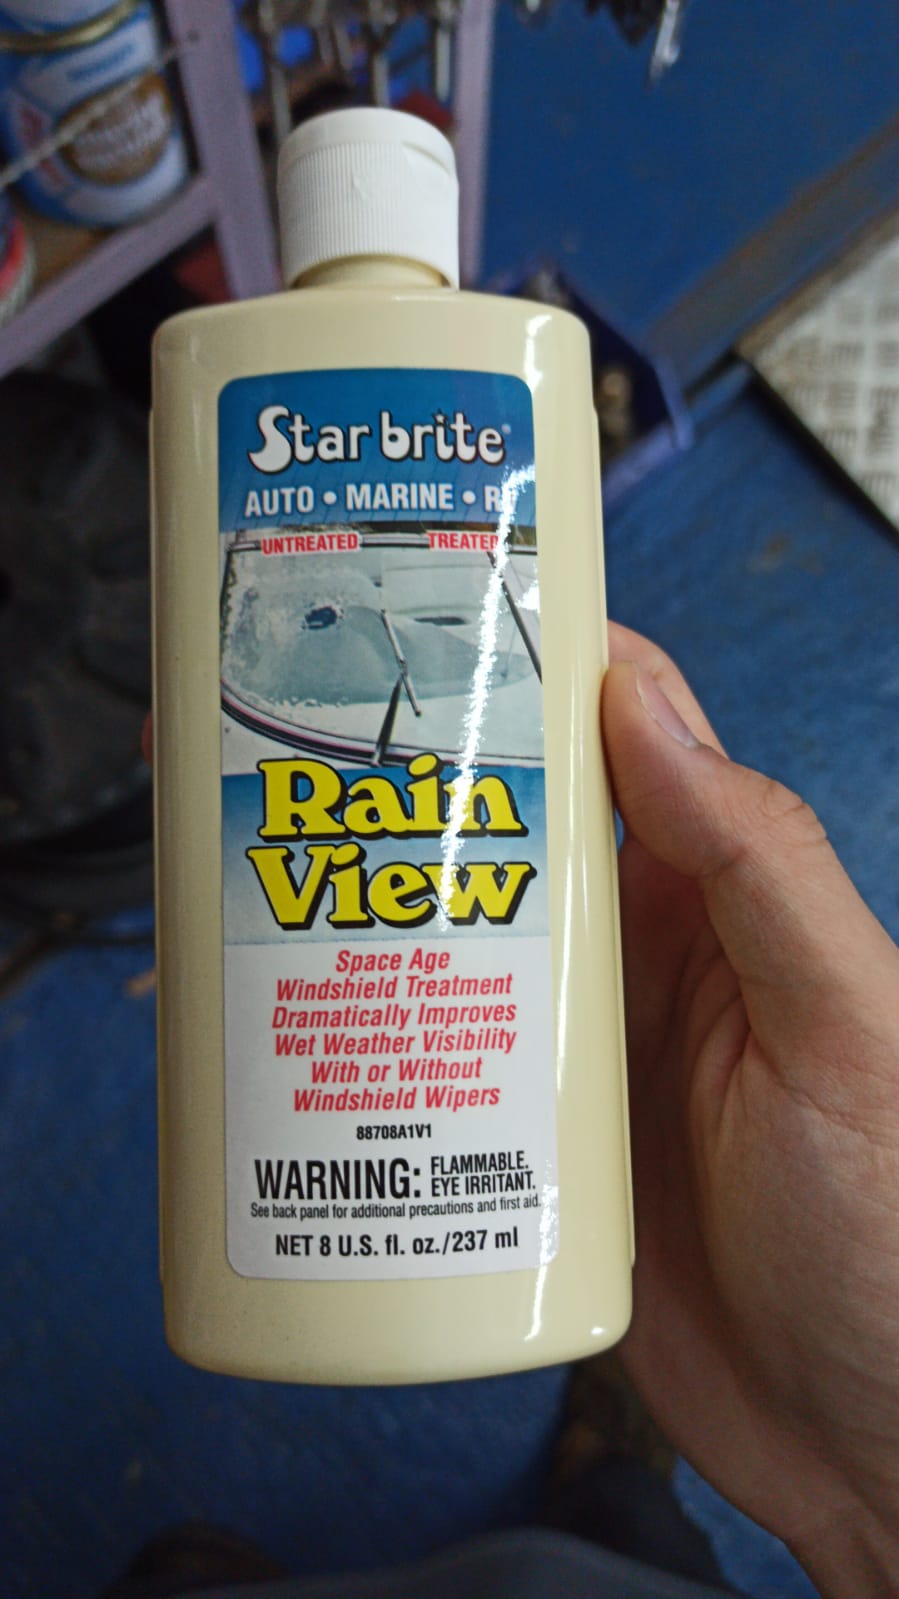 Star brite®
AUTO • MARINE • R
UNTREATED TREATED
Rain
View
Space Age
Windshield Treatment
Dramatically Improves
Wet Weather Visibility
With or Without
Windshield Wipers
88708A1V1
WARNING: FLAMMABLE.
EYE IRRITANT.
See back panel for additional precautions and first aid.
NET 8 U.S. fl. oz./237 ml